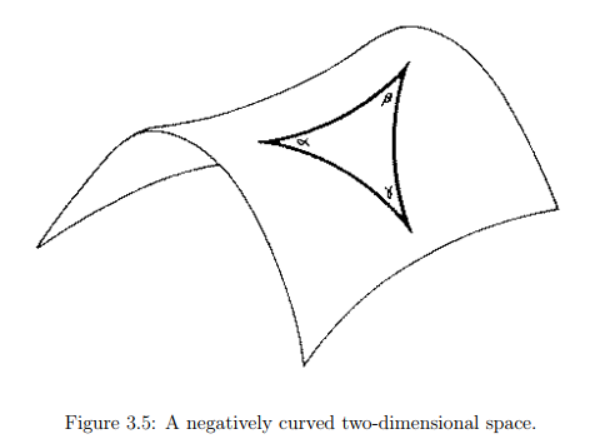 β
α
γ
Figure 3.5: A negatively curved two-dimensional space.